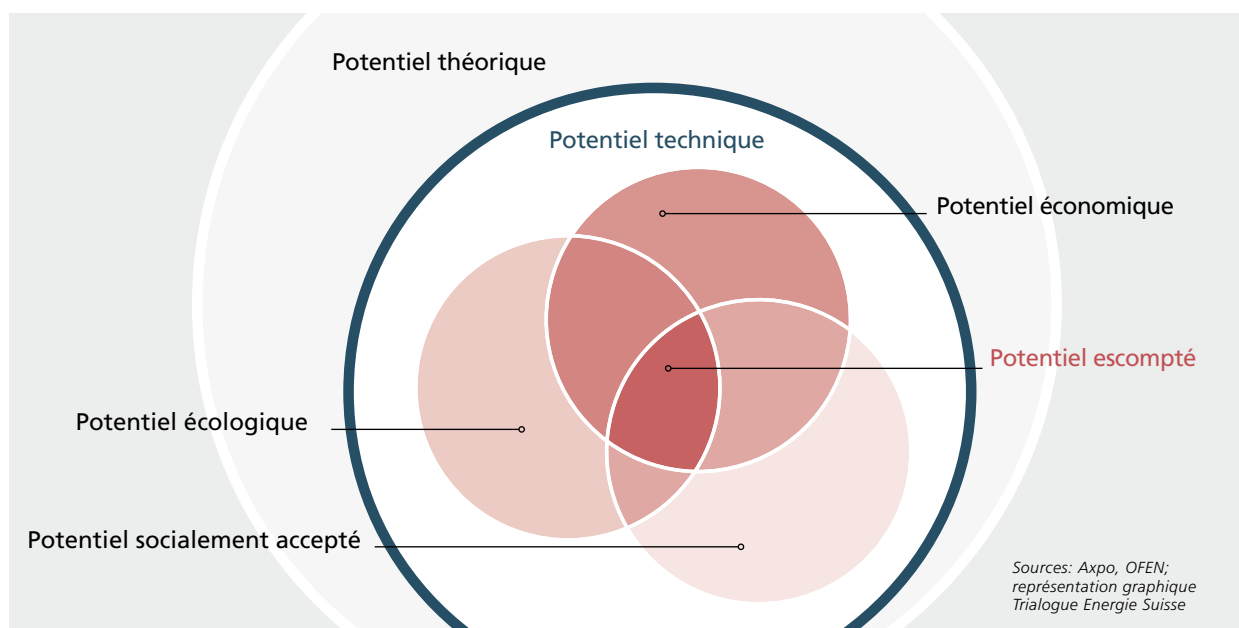 Potentiel théorique
Potentiel technique
Potentiel économique
Potentiel escompté
Potentiel écologique
Potentiel socialement accepté
Sources: Axpo, OFEN;
représentation graphique
Trialogue Energie Suisse